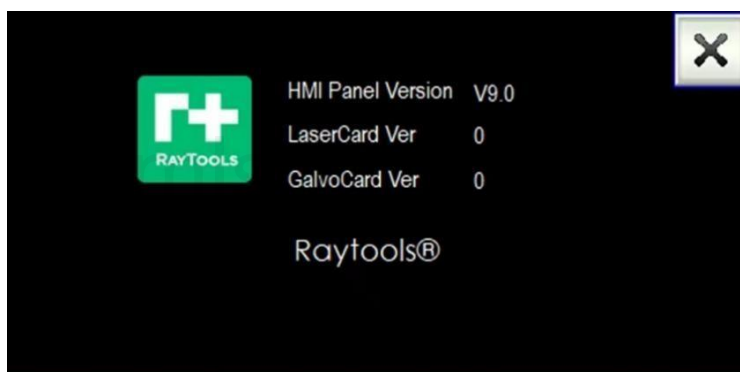 HMI Panel Version V9.0
LaserCard Ver 0
GalvoCard Ver 0
RAYTOOLS
Raytools®